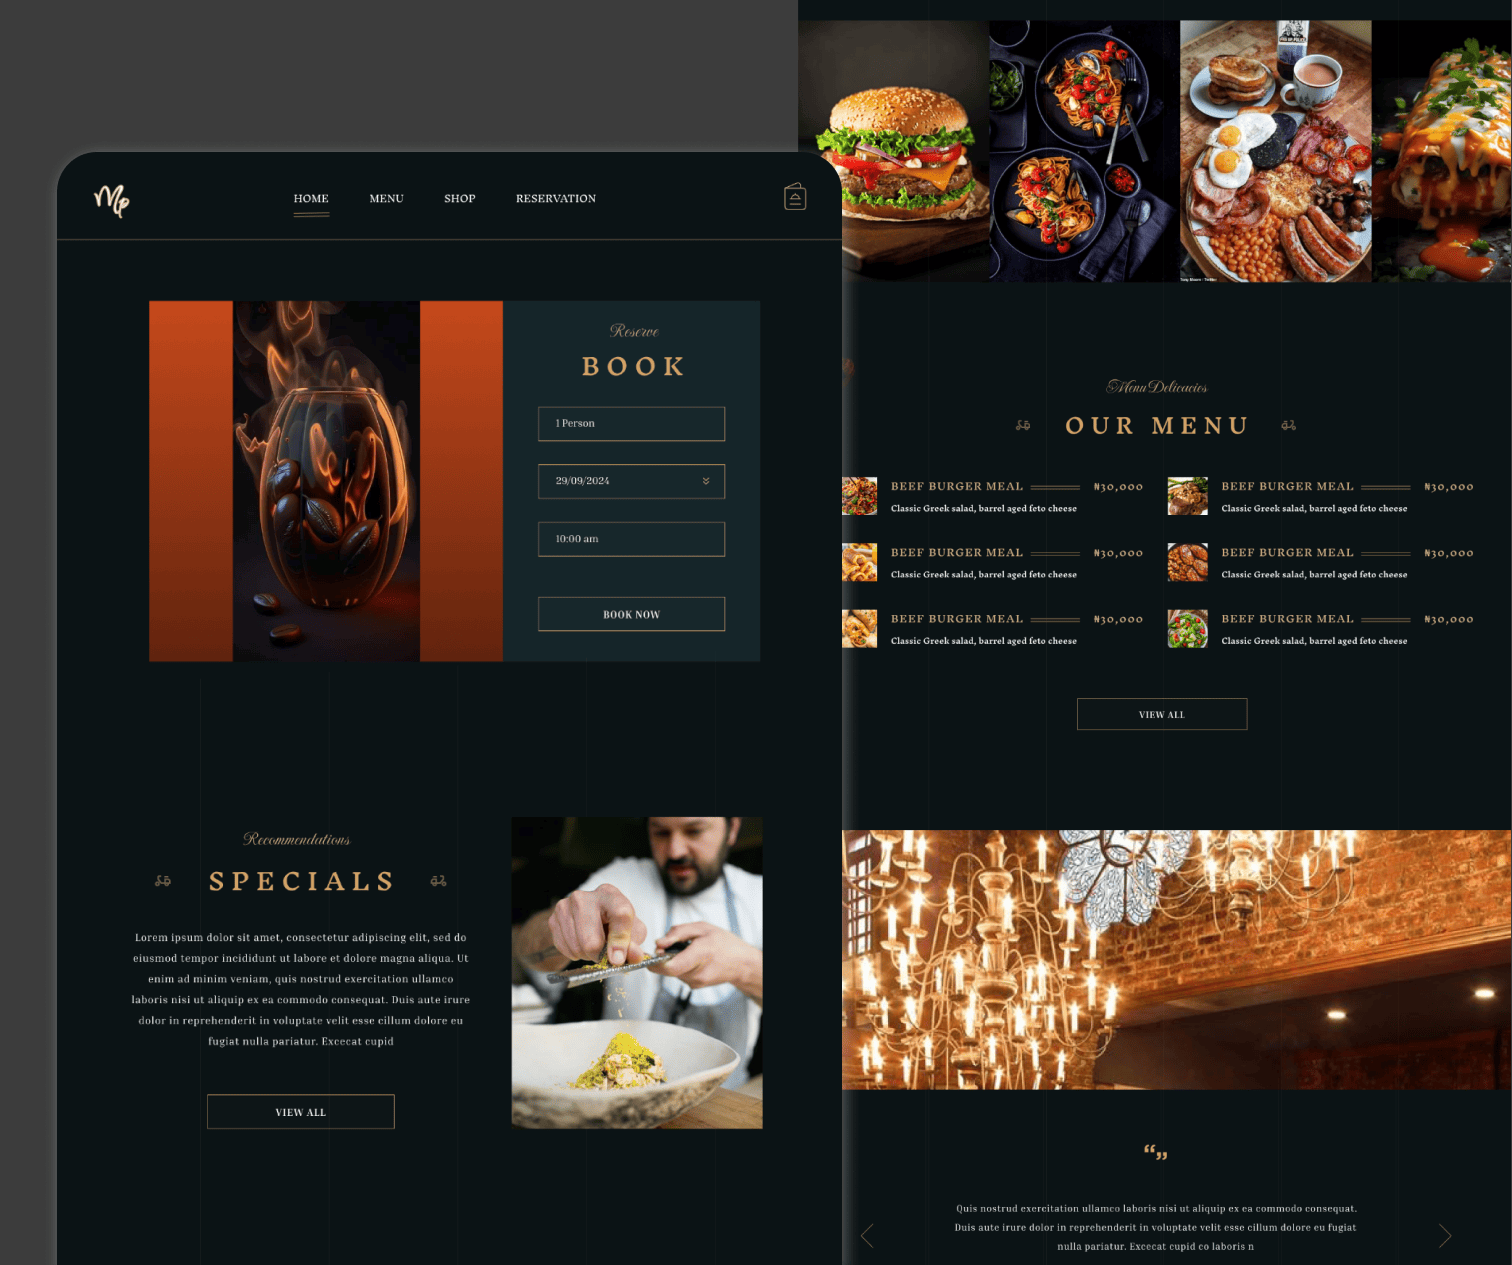 Mp
HOME
MENU
SHOP
RESERVATION
Reserve
BOOK
1 Person
29/09/2024
10:00 am
BOOK NOW
Recommendations
SPECIALS
Lorem ipsum dolor sit amet, consectetur adipiscing elit, sed do
eiusmod tempor incididunt ut labore et dolore magna aliqua. Ut
enim ad minim veniam, quis nostrud exercitation ullamco
laboris nisi ut aliquip ex ea commodo consequat. Duis aute irure
dolor in reprehenderit in voluptate velit esse cillum dolore eu
fugiat nulla pariatur. Excecat cupid
VIEW ALL
Menu Delicacies
OUR MENU
BEEF BURGER MEAL ₦30,000
Classic Greek salad, barrel aged feto cheese
BEEF BURGER MEAL ₦30,000
Classic Greek salad, barrel aged feto cheese
BEEF BURGER MEAL ₦30,000
Classic Greek salad, barrel aged feto cheese
BEEF BURGER MEAL ₦30,000
Classic Greek salad, barrel aged feto cheese
BEEF BURGER MEAL ₦30,000
Classic Greek salad, barrel aged feto cheese
BEEF BURGER MEAL ₦30,000
Classic Greek salad, barrel aged feto cheese
VIEW ALL
“”
Quis nostrud exercitation ullamco laboris nisi ut aliquip ex ea commodo consequat.
Duis aute irure dolor in reprehenderit in voluptate velit esse cillum dolore eu fugiat
nulla pariatur. Excecat cupid co laboris n